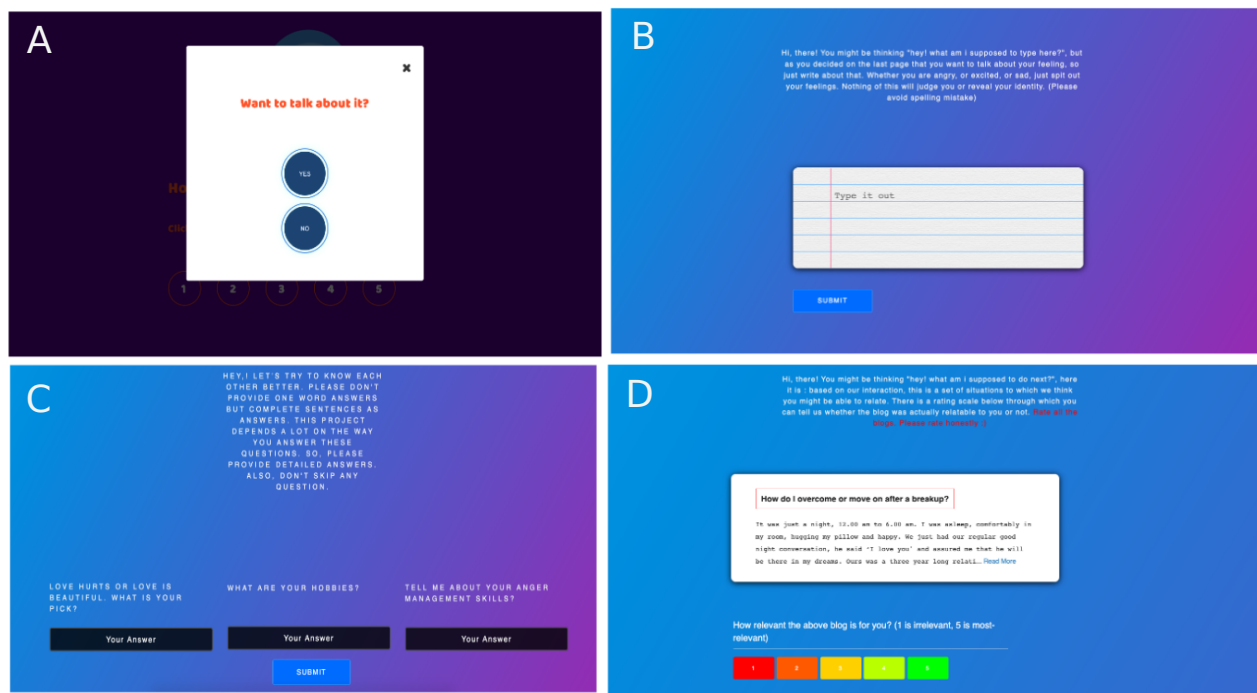 A
✖
Want to talk about it?
YES
NO
Ho
Clic
1 2 3 4 5
B
Hi, there! You might be thinking "hey! what am i supposed to type here?", but
as you decided on the last page that you want to talk about your feeling, so
just write about that. Whether you are angry, or excited, or sad, just spit out
your feelings. Nothing of this will judge you or reveal your identity. (Please
avoid spelling mistake)
Type it out
SUBMIT
C
HEY,! LET'S TRY TO KNOW EACH
OTHER BETTER. PLEASE DON'T
PROVIDE ONE WORD ANSWERS
BUT COMPLETE SENTENCES AS
ANSWERS. THIS PROJECT
DEPENDS A LOT ON THE WAY
YOU ANSWER THESE
QUESTIONS. SO, PLEASE
PROVIDE DETAILED ANSWERS.
ALSO, DON'T SKIP ANY
QUESTION.
LOVE HURTS OR LOVE IS
BEAUTIFUL. WHAT IS YOUR
PICK?
Your Answer
WHAT ARE YOUR HOBBIES?
Your Answer
TELL ME ABOUT YOUR ANGER
MANAGEMENT SKILLS?
Your Answer
SUBMIT
D
Hi, there! You might be thinking "hey! what am i supposed to do next?", here
it is : based on our interaction, this is a set of situations to which we think
you might be able to relate. There is a rating scale below through which you
can tell us whether the blog was actually relatable to you or not. Rate all the
blogs. Please rate honestly :)
How do I overcome or move on after a breakup?
It was just a night, 12.00 am to 6.00 am. I was asleep, comfortably in
my room, hugging my pillow and happy. We just had our regular good
night conversation, he said 'I love you' and assured me that he will
be there in my dreams. Ours was a three year long relati... Read More
How relevant the above blog is for you? (1 is irrelevant, 5 is most-
relevant)
1 2 3 4 5